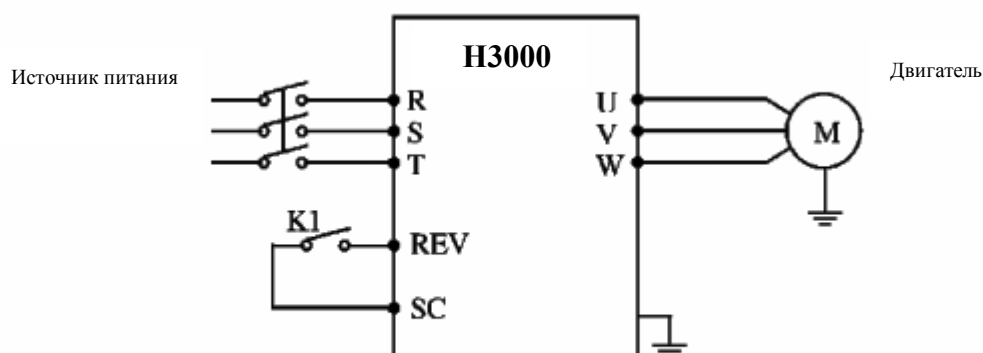 H3000
Источник питания
Двигатель
R
S
T
U
V
W
M
K1
REV
SC